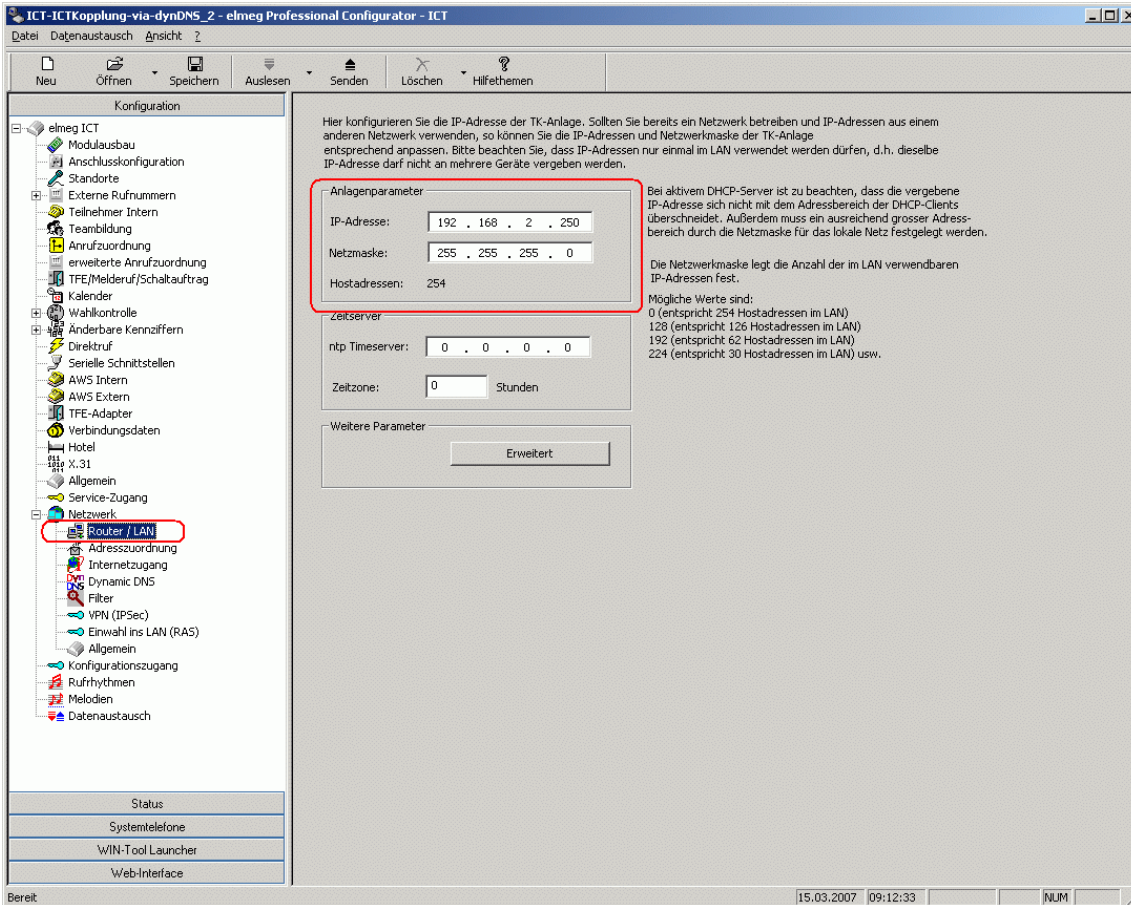 ICT-ICTKopplung-via-dynDNS_2 - elmeg Professional Configurator - ICT
Datei Datenaustausch Ansicht ?
Neu Öffnen Speichern Auslesen Senden Löschen Hilfethemen
Konfiguration
elmeg ICT
Modulausbau
Anschlusskonfiguration
Standorte
Externe Rufnummern
Teilnehmer Intern
Teambildung
Anrufzuordnung
erweiterte Anrufzuordnung
TFE/Melderuf/Schaltauftrag
Kalender
Wahlkontrolle
Änderbare Kennziffern
Direktruf
Serielle Schnittstellen
AWS Intern
AWS Extern
TFE-Adapter
Verbindungsdaten
Hotel
X.31
Allgemein
Service-Zugang
Netzwerk
Router / LAN
Adresszuordnung
Internetzugang
Dynamic DNS
Filter
VPN (IPSec)
Einwahl ins LAN (RAS)
Allgemein
Konfigurationszugang
Rufrhythmen
Melodien
Datenaustausch
Status
Systemtelefone
WIN-Tool Launcher
Web-Interface
Hier konfigurieren Sie die IP-Adresse der TK-Anlage. Sollten Sie bereits ein Netzwerk betreiben und IP-Adressen aus einem
anderen Netzwerk verwenden, so können Sie die IP-Adressen und Netzwerkmaske der TK-Anlage
entsprechend anpassen. Bitte beachten Sie, dass IP-Adressen nur einmal im LAN verwendet werden dürfen, d.h. dieselbe
IP-Adresse darf nicht an mehrere Geräte vergeben werden.
Anlagenparameter
IP-Adresse: 192 . 168 . 2 . 250
Netzmaske: 255 . 255 . 255 . 0
Hostadressen: 254
Zeitserver
ntp Timeserver: 0 . 0 . 0 . 0
Zeitzone: 0 Stunden
Weitere Parameter
Erweitert
Bei aktivem DHCP-Server ist zu beachten, dass die vergebene
IP-Adresse sich nicht mit dem Adressbereich der DHCP-Clients
überschneidet. Außerdem muss ein ausreichend grosser Adress-
bereich durch die Netzmaske für das lokale Netz festgelegt werden.
Die Netzwerkmaske legt die Anzahl der im LAN verwendbaren
IP-Adressen fest.
Mögliche Werte sind:
0 (entspricht 254 Hostadressen im LAN)
128 (entspricht 126 Hostadressen im LAN)
192 (entspricht 62 Hostadressen im LAN)
224 (entspricht 30 Hostadressen im LAN) usw.
Bereit 15.03.2007 09:12:33 NUM